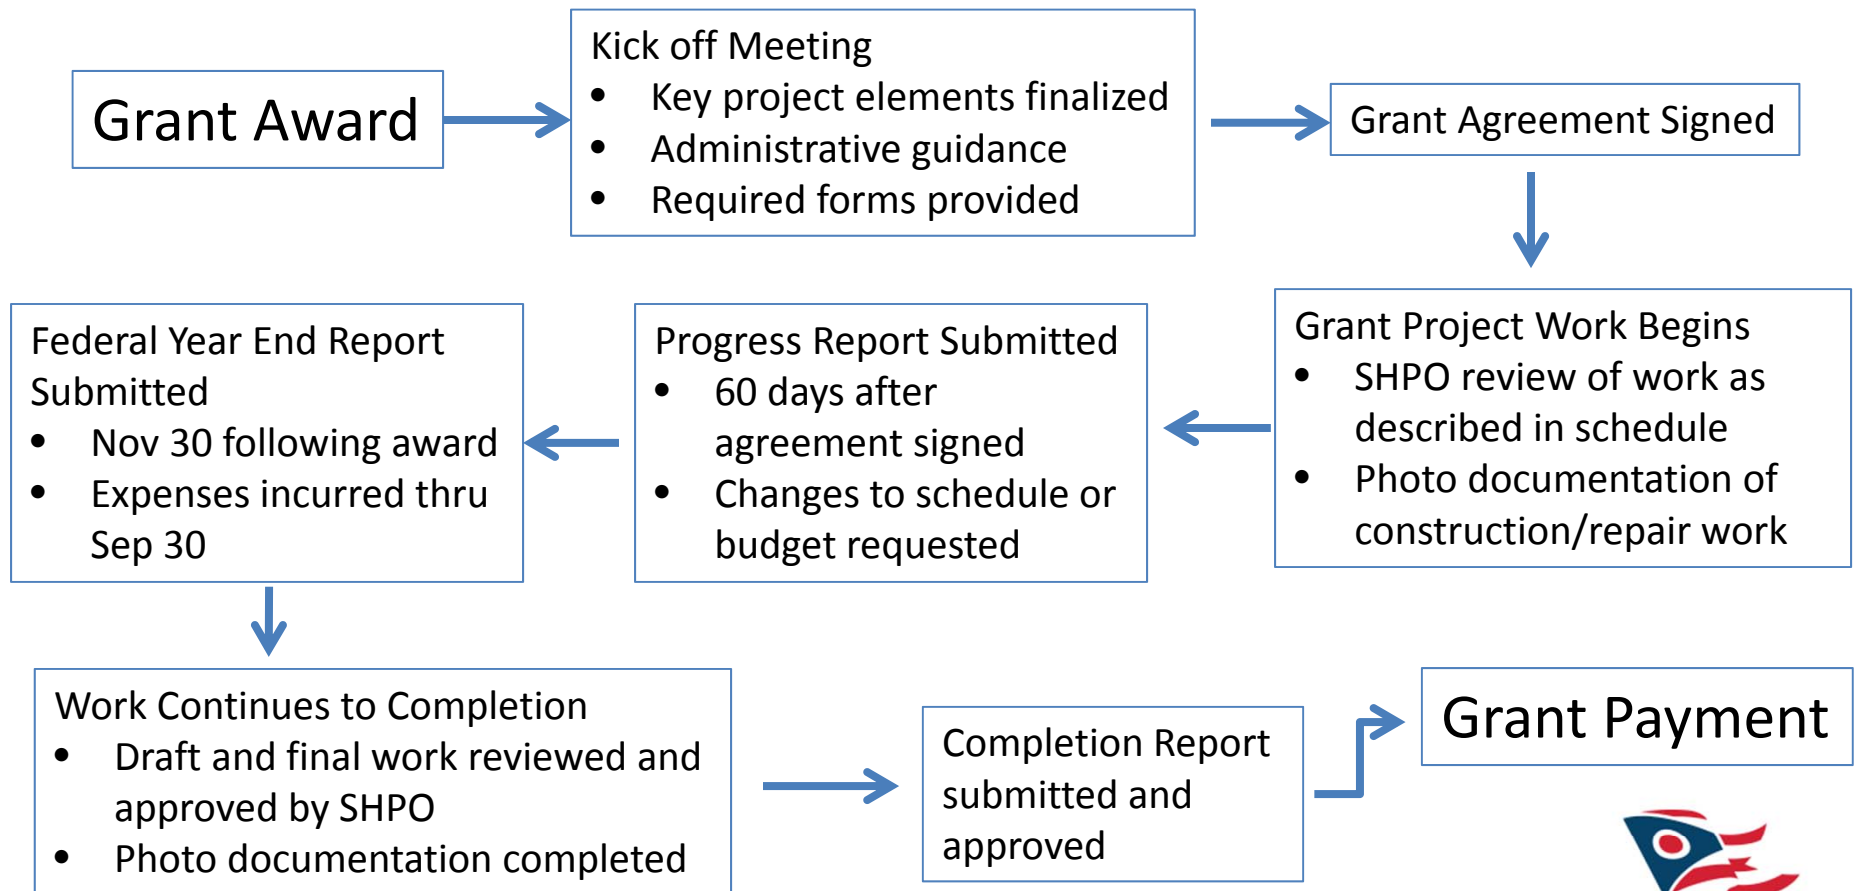 Grant Award
Kick off Meeting
• Key project elements finalized
• Administrative guidance
• Required forms provided
Grant Agreement Signed
Grant Project Work Begins
• SHPO review of work as
described in schedule
• Photo documentation of
construction/repair work
Progress Report Submitted
• 60 days after
agreement signed
• Changes to schedule or
budget requested
Federal Year End Report
Submitted
• Nov 30 following award
• Expenses incurred thru
Sep 30
Work Continues to Completion
• Draft and final work reviewed and
approved by SHPO
• Photo documentation completed
Completion Report
submitted and
approved
Grant Payment